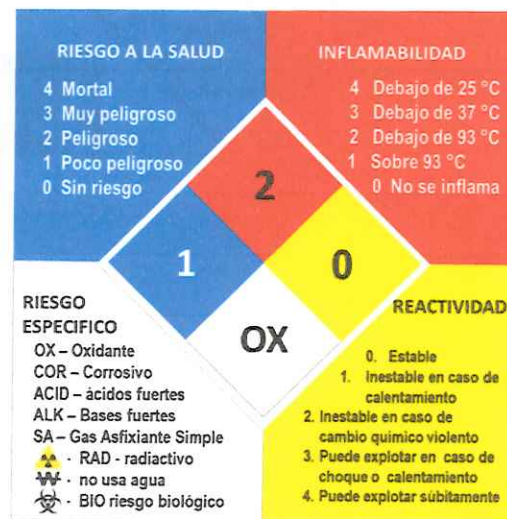 RIESGO A LA SALUD
4 Mortal
3 Muy peligroso
2 Peligroso
1 Poco peligroso
0 Sin riesgo
INFLAMABILIDAD
4 Debajo de 25 °C
3 Debajo de 37 °C
2 Debajo de 93 °C
1 Sobre 93 °C
0 No se inflama
2
1
0
OX
RIESGO
ESPECIFICO
OX – Oxidante
COR – Corrosivo
ACID – ácidos fuertes
ALK – Bases fuertes
SA – Gas Asfixiante Simple
- RAD - radiactivo
W - no usa agua
- BIO riesgo biológico
REACTIVIDAD
0. Estable
1. Inestable en caso de
calentamiento
2. Inestable en caso de
cambio químico violento
3. Puede explotar en caso de
choque o calentamiento
4. Puede explotar súbitamente